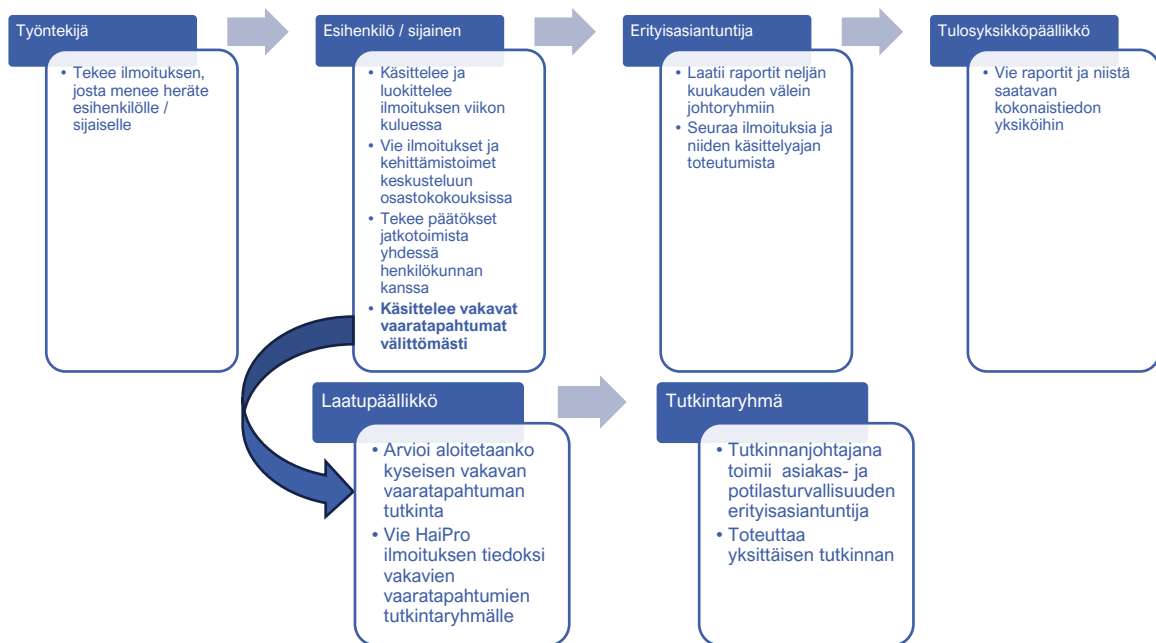 Työntekijä
• Tekee ilmoituksen,
josta menee heräte
esihenkilölle /
sijaiselle
Esihenkilö / sijainen
• Käsittelee ja
luokittelee
ilmoituksen viikon
kuluessa
• Vie ilmoitukset ja
kehittämistoimet
keskusteluun
osastokokouksissa
• Tekee päätökset
jatkotoimista
yhdessä
henkilökunnan
kanssa
• Käsittelee vakavat
vaaratapahtumat
välittömästi
Erityisasiantuntija
• Laatii raportit neljän
kuukauden välein
johtoryhmiin
• Seuraa ilmoituksia ja
niiden käsittelyajan
toteutumista
Tulosyksikköpäällikkö
• Vie raportit ja niistä
saatavan
kokonaistiedon
yksiköihin
Laatupäällikkö
• Arvioi aloitetaanko
kyseisen vakavan
vaaratapahtuman
tutkinta
• Vie HaiPro
ilmoituksen tiedoksi
vakavien
vaaratapahtumien
tutkintaryhmälle
Tutkintaryhmä
• Tutkinnanjohtajana
toimii asiakas- ja
potilasturvallisuuden
erityisasiantuntija
• Toteuttaa
yksittäisen tutkinnan